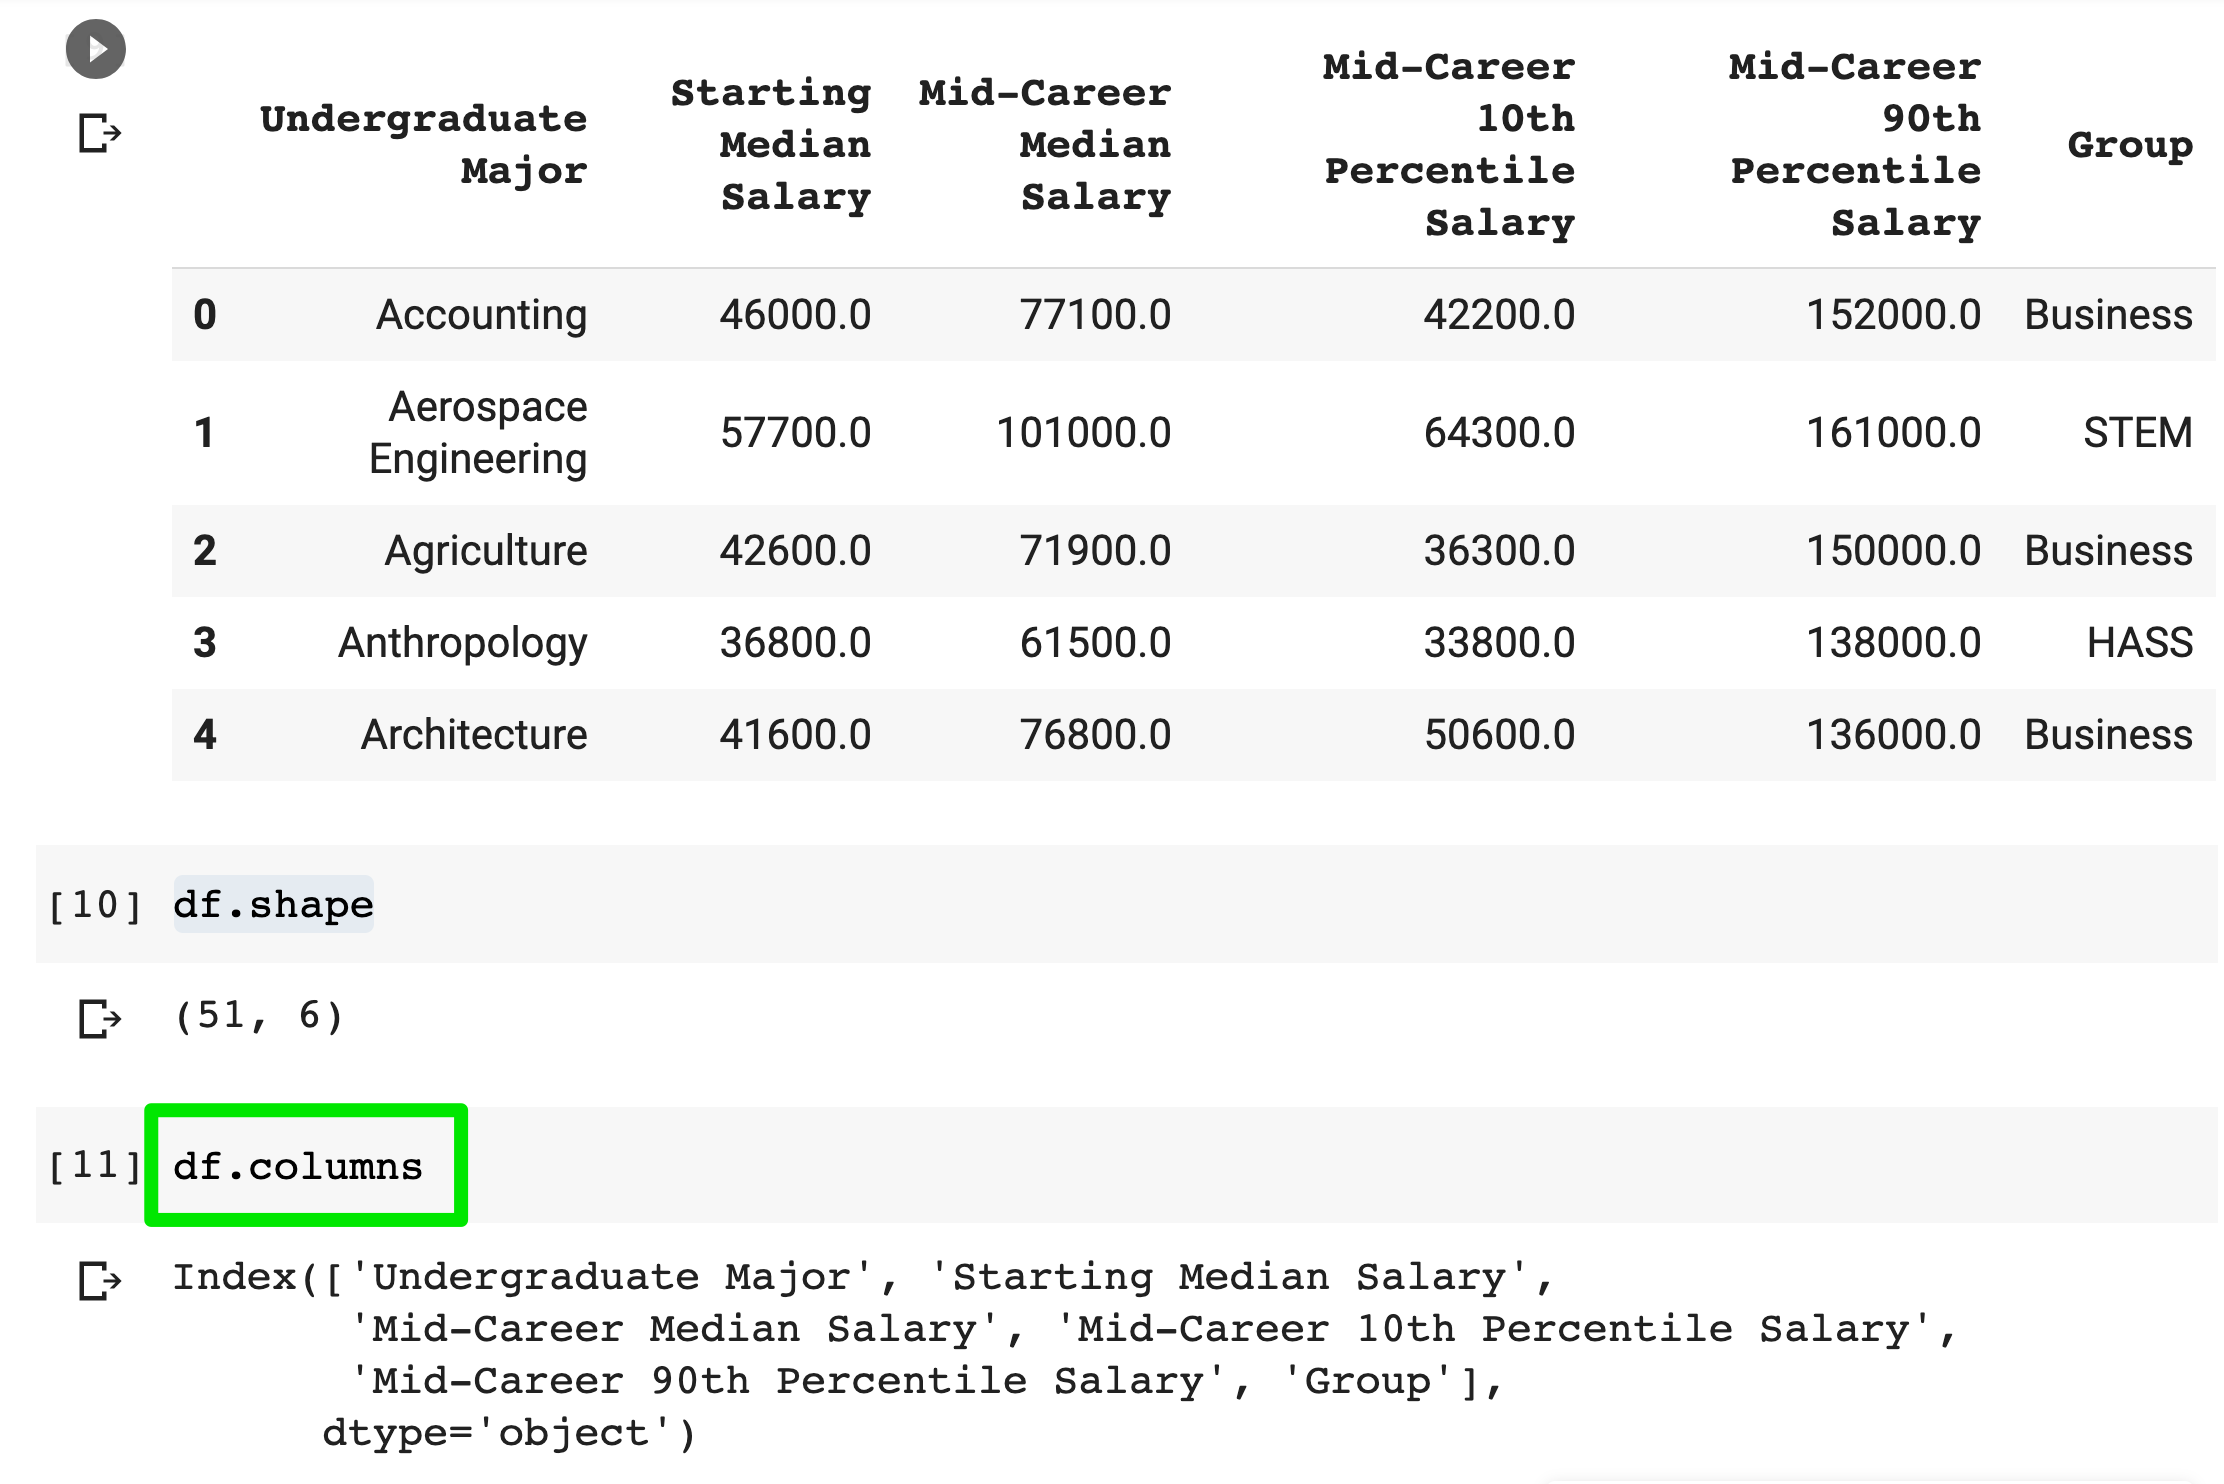 Undergraduate Major Starting Median Salary Mid-Career Median Salary Mid-Career 10th Percentile Salary Mid-Career 90th Percentile Salary Group
0 Accounting 46000.0 77100.0 42200.0 152000.0 Business
1 Aerospace Engineering 57700.0 101000.0 64300.0 161000.0 STEM
2 Agriculture 42600.0 71900.0 36300.0 150000.0 Business
3 Anthropology 36800.0 61500.0 33800.0 138000.0 HASS
4 Architecture 41600.0 76800.0 50600.0 136000.0 Business
[10] df.shape
(51, 6)
[11] df.columns
Index(['Undergraduate Major', 'Starting Median Salary',
'Mid-Career Median Salary', 'Mid-Career 10th Percentile Salary',
'Mid-Career 90th Percentile Salary', 'Group'],
dtype='object')